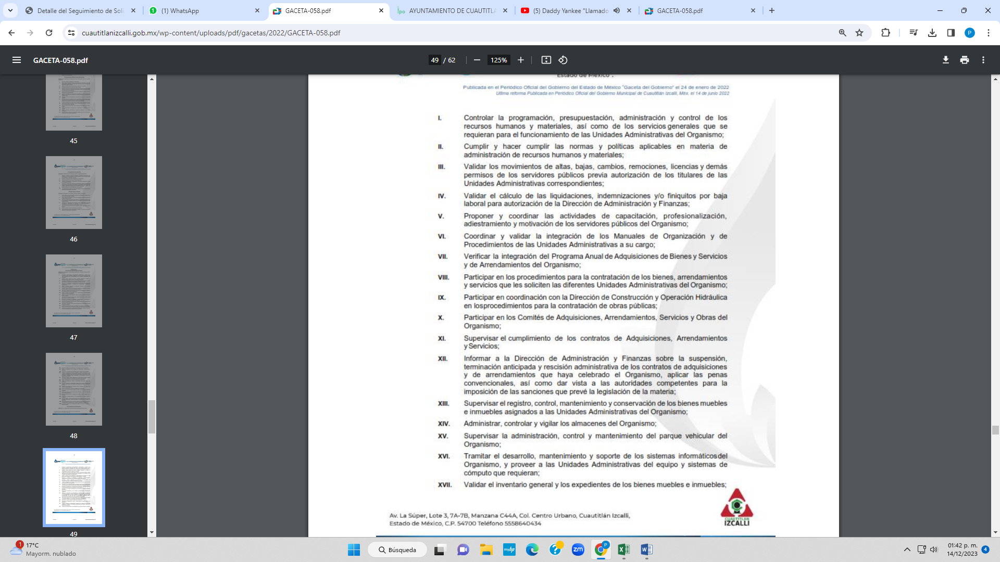 Detalle del Seguimiento de Soli
(1) WhatsApp
GACETA-058.pdf
AYUNTAMIENTO DE CUAUTITLA
(5) Daddy Yankee "Llamado
GACETA-058.pdf
cuautitlanizcalli.gob.mx/wp-content/uploads/pdf/gacetas/2022/GACETA-058.pdf
P
GACETA-058.pdf
49 / 62
125%
45
46
47
48
49
Estado de México".
Publicada en el Periódico Oficial del Gobierno del Estado de México "Gaceta del Gobierno" el 24 de enero de 2022
Ultima reforma Publicada en Periódico Oficial del Gobierno Municipal de Cuautitlán Izcalli, Méx. el 14 de junio 2022
I. Controlar la programación, presupuestación, administración y control de los
recursos humanos y materiales, así como de los servicios generales que se
requieran para el funcionamiento de las Unidades Administrativas del Organismo;
II. Cumplir y hacer cumplir las normas y políticas aplicables en materia de
administración de recursos humanos y materiales;
III. Validar los movimientos de altas, bajas, cambios, remociones, licencias y demás
permisos de los servidores públicos previa autorización de los titulares de las
Unidades Administrativas correspondientes;
IV. Validar el cálculo de las liquidaciones, indemnizaciones y/o finiquitos por baja
laboral para autorización de la Dirección de Administración y Finanzas;
V. Proponer y coordinar las actividades de capacitación, profesionalización,
adiestramiento y motivación de los servidores públicos del Organismo;
VI. Coordinar y validar la integración de los Manuales de Organización y de
Procedimientos de las Unidades Administrativas a su cargo;
VII. Verificar la integración del Programa Anual de Adquisiciones de Bienes y Servicios
y de Arrendamientos del Organismo;
VIII. Participar en los procedimientos para la contratación de los bienes, arrendamientos
y servicios que les soliciten las diferentes Unidades Administrativas del Organismo;
IX. Participar en coordinación con la Dirección de Construcción y Operación Hidráulica
en losprocedimientos para la contratación de obras públicas;
X. Participar en los Comités de Adquisiciones, Arrendamientos, Servicios y Obras del
Organismo;
XI. Supervisar el cumplimiento de los contratos de Adquisiciones, Arrendamientos
y Servicios;
XII. Informar a la Dirección de Administración y Finanzas sobre la suspensión,
terminación anticipada y rescisión administrativa de los contratos de adquisiciones
y de arrendamientos que haya celebrado el Organismo, aplicar las penas
convencionales, así como dar vista a las autoridades competentes para la
imposición de las sanciones que prevé la legislación de la materia;
XIII. Supervisar el registro, control, mantenimiento y conservación de los bienes muebles
e inmuebles asignados a las Unidades Administrativas del Organismo;
XIV. Administrar, controlar y vigilar los almacenes del Organismo;
XV. Supervisar la administración, control y mantenimiento del parque vehicular del
Organismo;
XVI. Tramitar el desarrollo, mantenimiento y soporte de los sistemas informáticosdel
Organismo, y proveer a las Unidades Administrativas del equipo y sistemas de
cómputo que requieran;
XVII. Validar el inventario general y los expedientes de los bienes muebles e inmuebles;
Av. La Súper, Lote 3, 7A-7B, Manzana C44A, Col. Centro Urbano, Cuautitlán Izcalli,
Estado de México, C.P. 54700 Teléfono 5558640434
CUAUTITLAN
IZCALLI
1
17°C
Mayorm. nublado
Búsqueda
myhp
zm
P
01:42 p. m.
14/12/2023
4